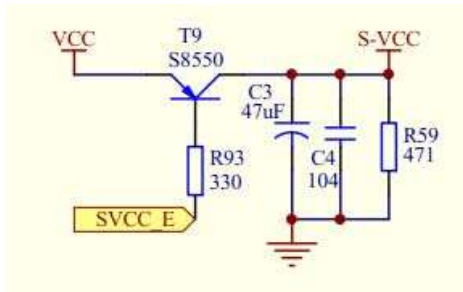 VCC
T9
S8550
S-VCC
C3
47uF
R59
471
C4
104
R93
330
SVCC_E